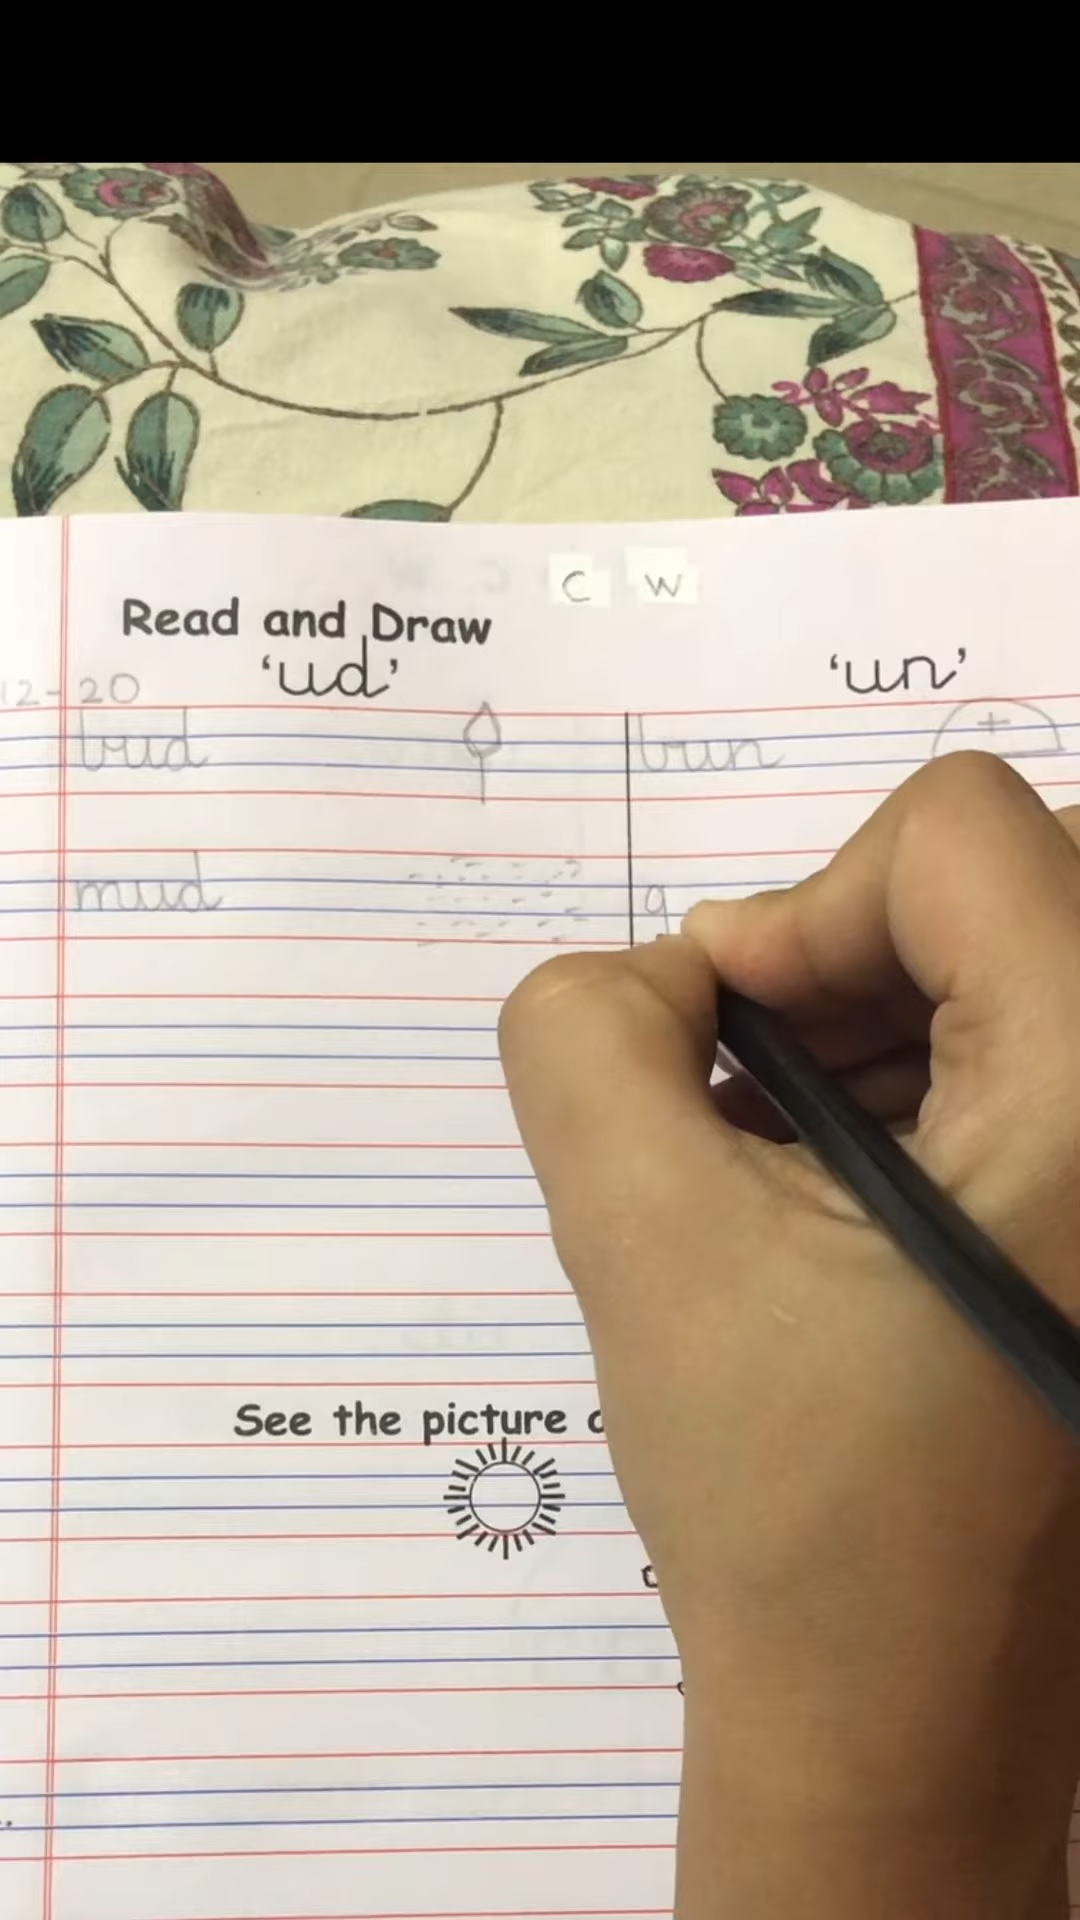 C W
Read and Draw
'ud' 'un'
12-20
bud bun
mud g
See the picture